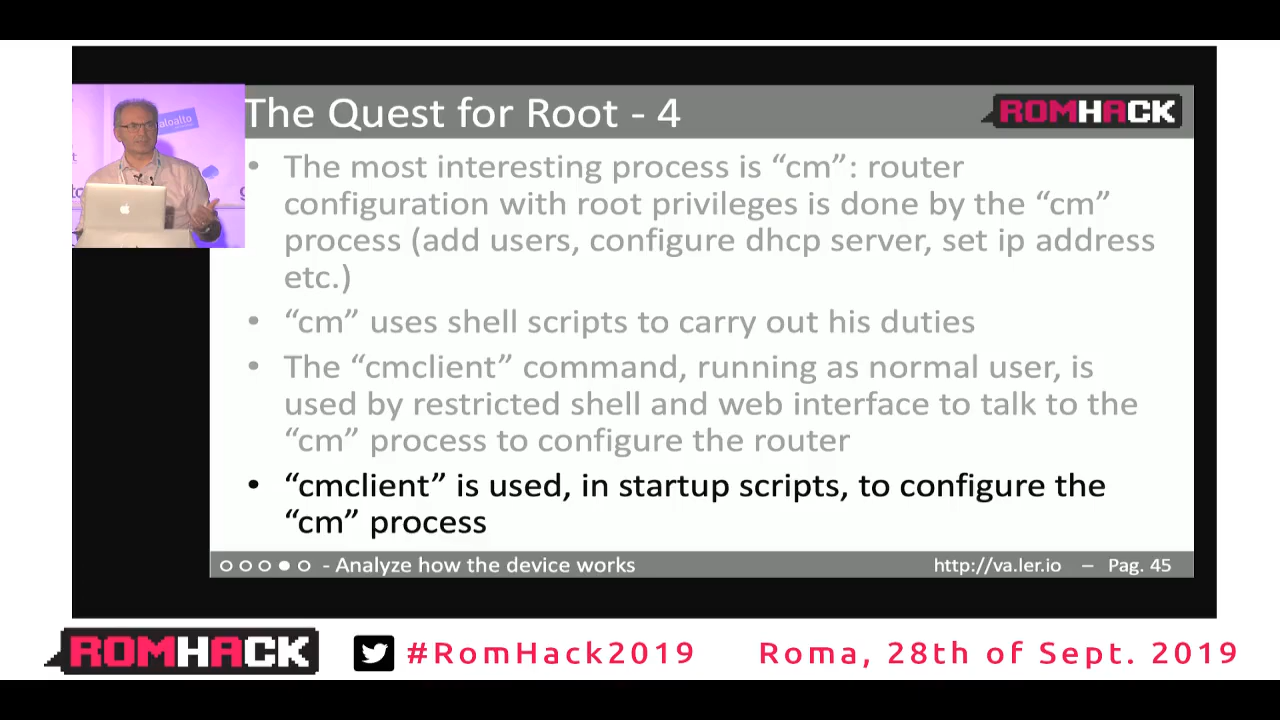 The Quest for Root - 4
ROMHACK
aloalto
• The most interesting process is “cm”: router
configuration with root privileges is done by the “cm”
process (add users, configure dhcp server, set ip address
etc.)
• “cm” uses shell scripts to carry out his duties
• The “cmclient” command, running as normal user, is
used by restricted shell and web interface to talk to the
“cm” process to configure the router
• “cmclient” is used, in startup scripts, to configure the
“cm” process
- Analyze how the device works
http://va.ler.io – Pag. 45
ROMHACK
#RomHack2019
Roma, 28th of Sept. 2019